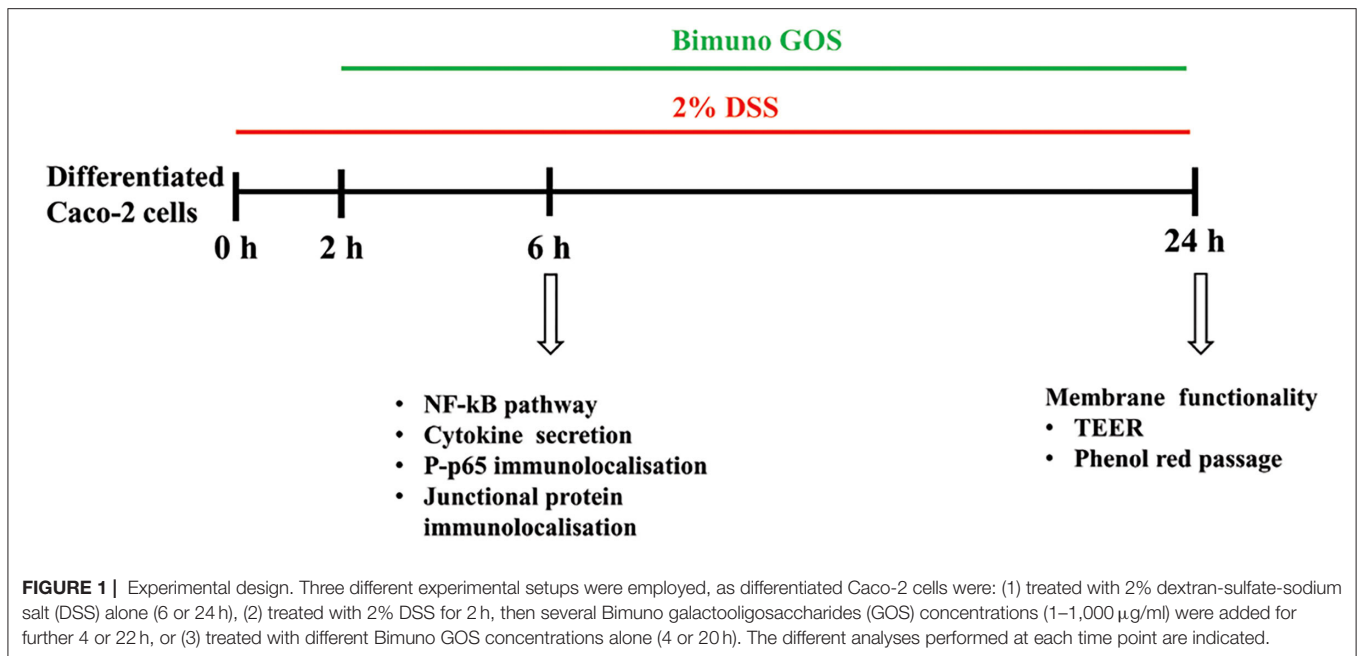 Bimuno GOS
2% DSS
Differentiated
Caco-2 cells
0 h
2 h
6 h
24 h
• NF-kB pathway
• Cytokine secretion
• P-p65 immunolocalisation
• Junctional protein
immunolocalisation
Membrane functionality
• TEER
• Phenol red passage
FIGURE 1 | Experimental design. Three different experimental setups were employed, as differentiated Caco-2 cells were: (1) treated with 2% dextran-sulfate-sodium
salt (DSS) alone (6 or 24 h), (2) treated with 2% DSS for 2 h, then several Bimuno galactooligosaccharides (GOS) concentrations (1–1,000 μg/ml) were added for
further 4 or 22 h, or (3) treated with different Bimuno GOS concentrations alone (4 or 20 h). The different analyses performed at each time point are indicated.